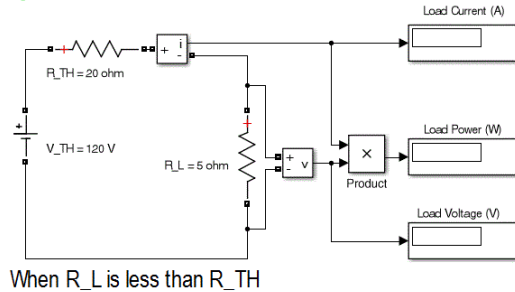 Load Current (A)
i
+
-
R_TH = 20 ohm
+
V_TH = 120 V
R_L = 5 ohm
+
-
v
×
Product
Load Power (W)
Load Voltage (V)
When R_L is less than R_TH